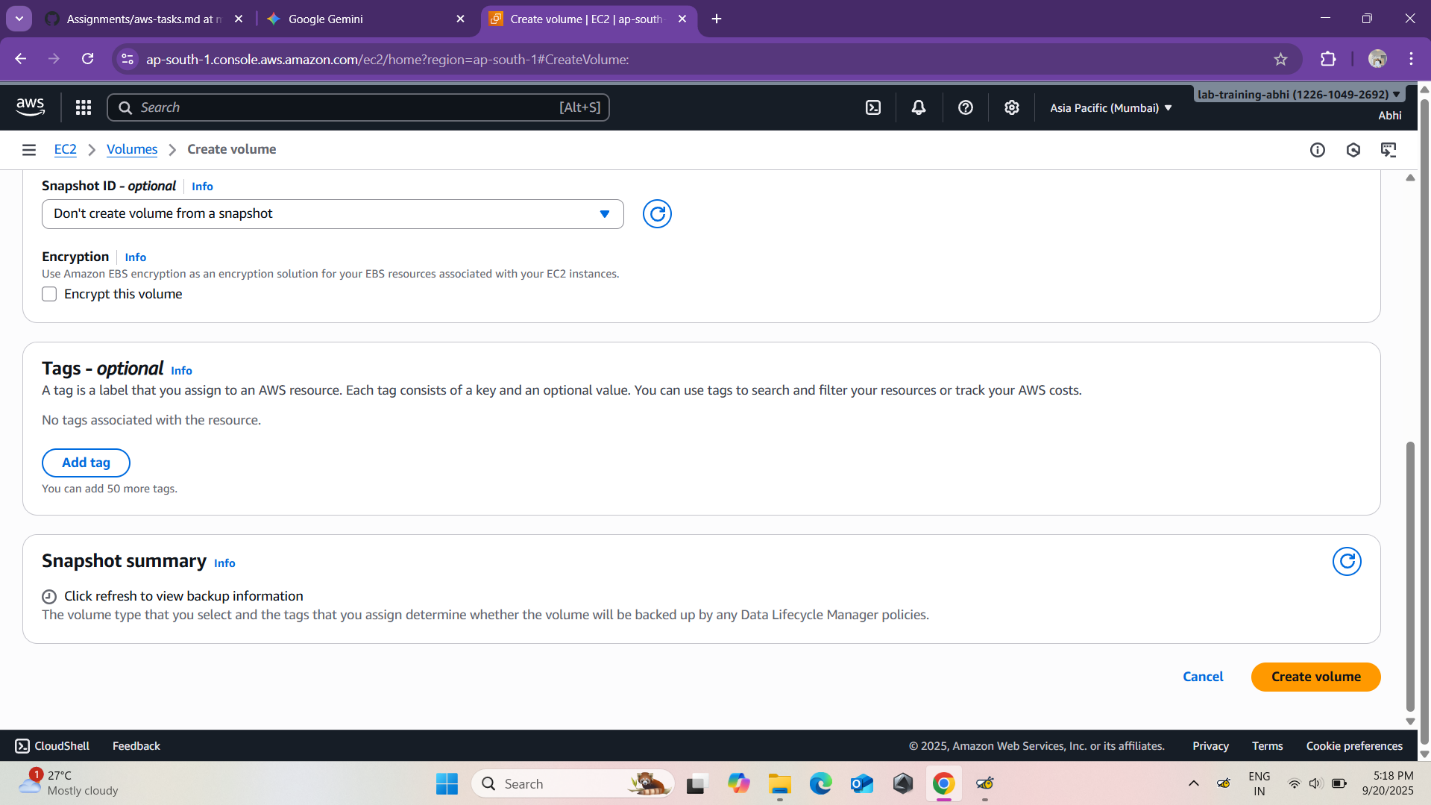 Assignments/aws-tasks.md at n
Google Gemini
Create volume | EC2 | ap-south-
ap-south-1.console.aws.amazon.com/ec2/home?region=ap-south-1#CreateVolume:
aws
Search
[Alt+S]
Asia Pacific (Mumbai)
lab-training-abhi (1226-1049-2692)
Abhi
EC2
Volumes
Create volume
Snapshot ID - optional
Info
Don't create volume from a snapshot
Encryption
Info
Use Amazon EBS encryption as an encryption solution for your EBS resources associated with your EC2 instances.
Encrypt this volume
Tags - optional
Info
A tag is a label that you assign to an AWS resource. Each tag consists of a key and an optional value. You can use tags to search and filter your resources or track your AWS costs.
No tags associated with the resource.
Add tag
You can add 50 more tags.
Snapshot summary
Info
Click refresh to view backup information
The volume type that you select and the tags that you assign determine whether the volume will be backed up by any Data Lifecycle Manager policies.
Cancel
Create volume
CloudShell
Feedback
© 2025, Amazon Web Services, Inc. or its affiliates.
Privacy
Terms
Cookie preferences
1
27°C
Mostly cloudy
Search
ENG
IN
5:18 PM
9/20/2025